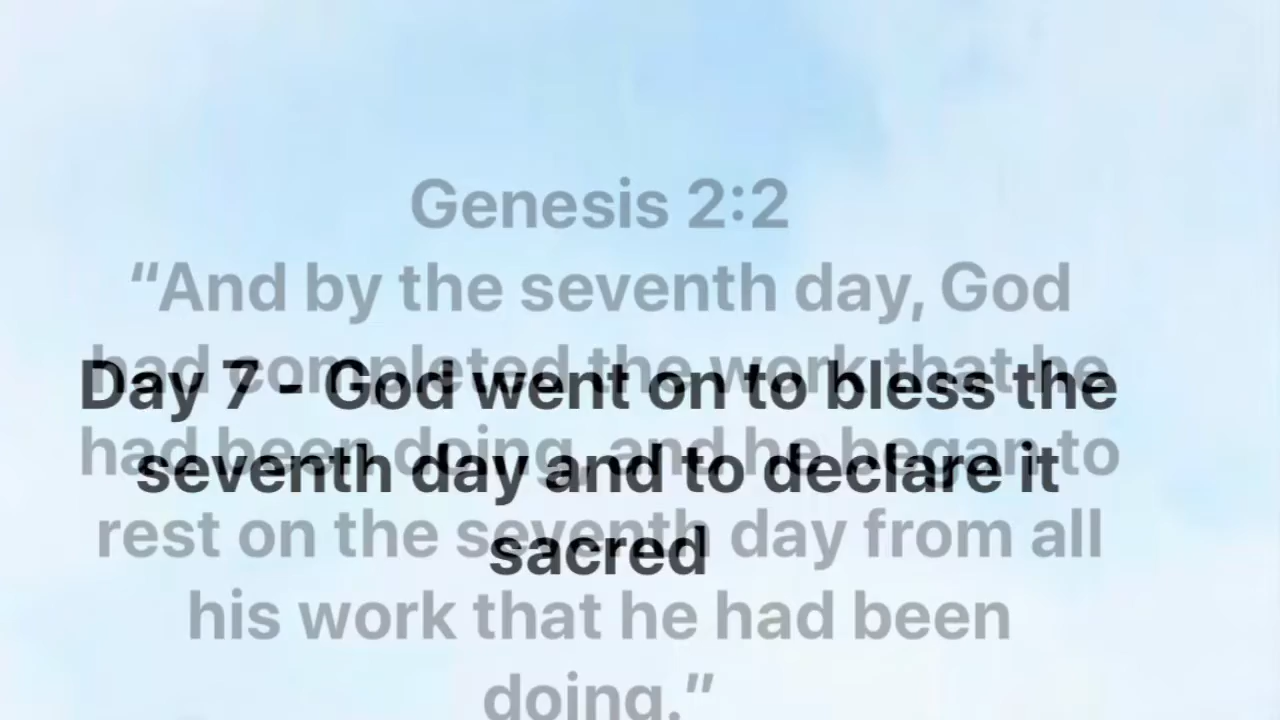 Genesis 2:2
“And by the seventh day, God
had completed the work that he
had been doing, and he began to
rest on the seventh day from all
his work that he had been
doing.”
Day 7 - God went on to bless the
seventh day and to declare it
sacred